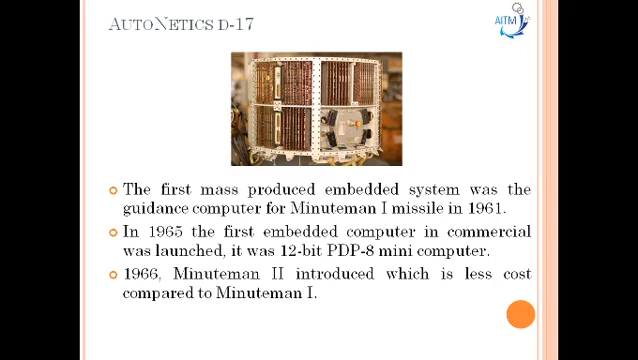 AUTONETICS D-17
AITM
The first mass produced embedded system was the
guidance computer for Minuteman I missile in 1961.
In 1965 the first embedded computer in commercial
was launched, it was 12-bit PDP-8 mini computer.
1966, Minuteman II introduced which is less cost
compared to Minuteman I.